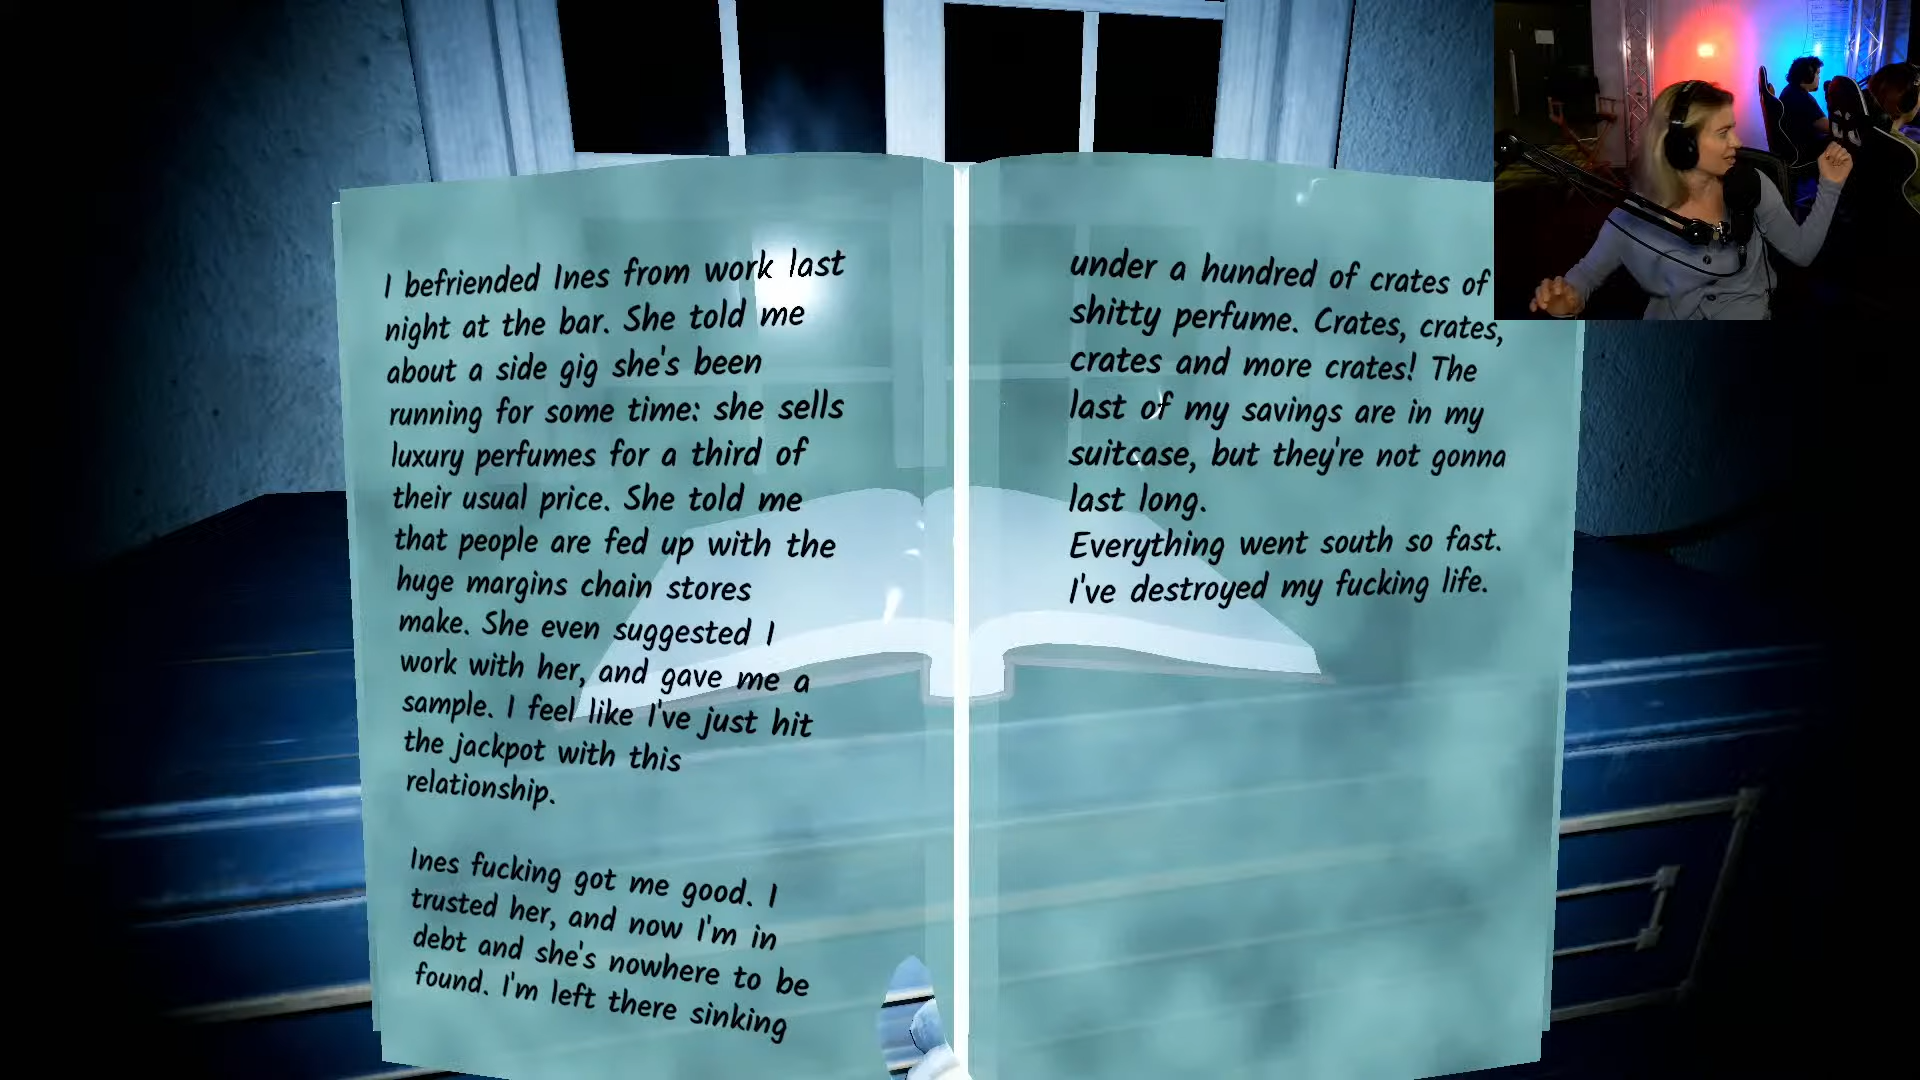 I befriended Ines from work last
night at the bar. She told me
about a side gig she's been
running for some time: she sells
luxury perfumes for a third of
their usual price. She told me
that people are fed up with the
huge margins chain stores
make. She even suggested I
work with her, and gave me a
sample. I feel like I've just hit
the jackpot with this
relationship.
Ines fucking got me good. I
trusted her, and now I'm in
debt and she's nowhere to be
found. I'm left there sinking
under a hundred of crates of
shitty perfume. Crates, crates,
crates and more crates! The
last of my savings are in my
suitcase, but they're not gonna
last long.
Everything went south so fast.
I've destroyed my fucking life.